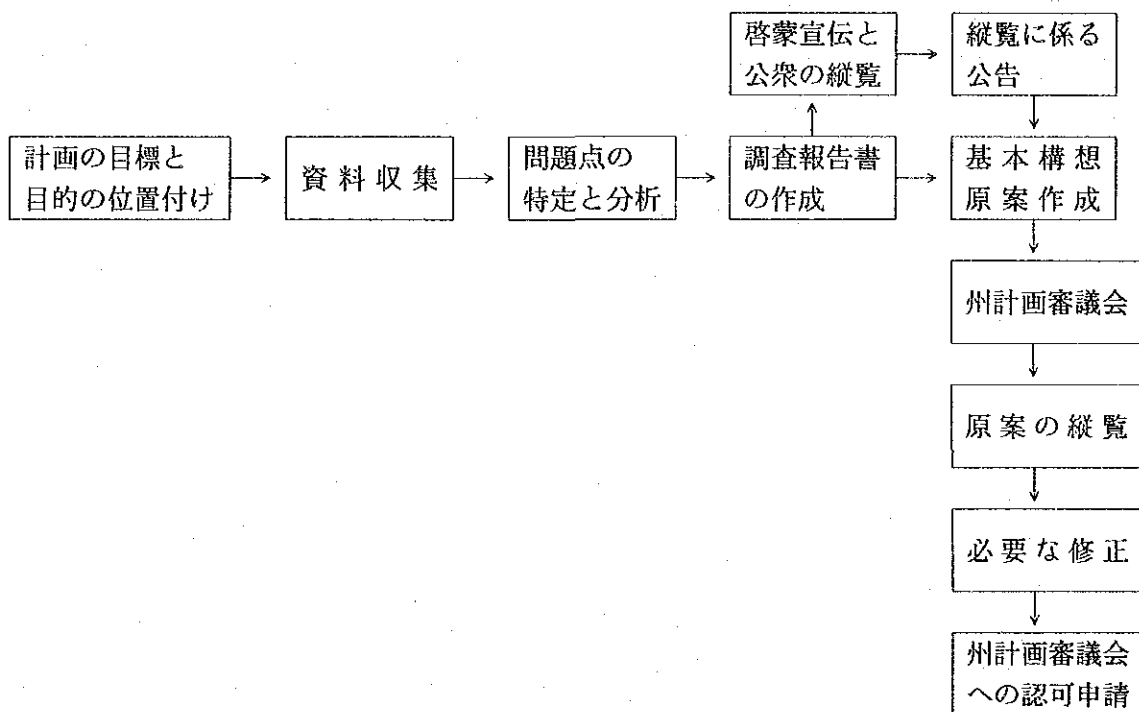 啓蒙宣伝と
公衆の縦覧
縦覧に係る
公告
計画の目標と
目的の位置付け
資料収集
問題点の
特定と分析
調査報告書
の作成
基本構想
原案作成
州計画審議会
原案の縦覧
必要な修正
州計画審議会
への認可申請